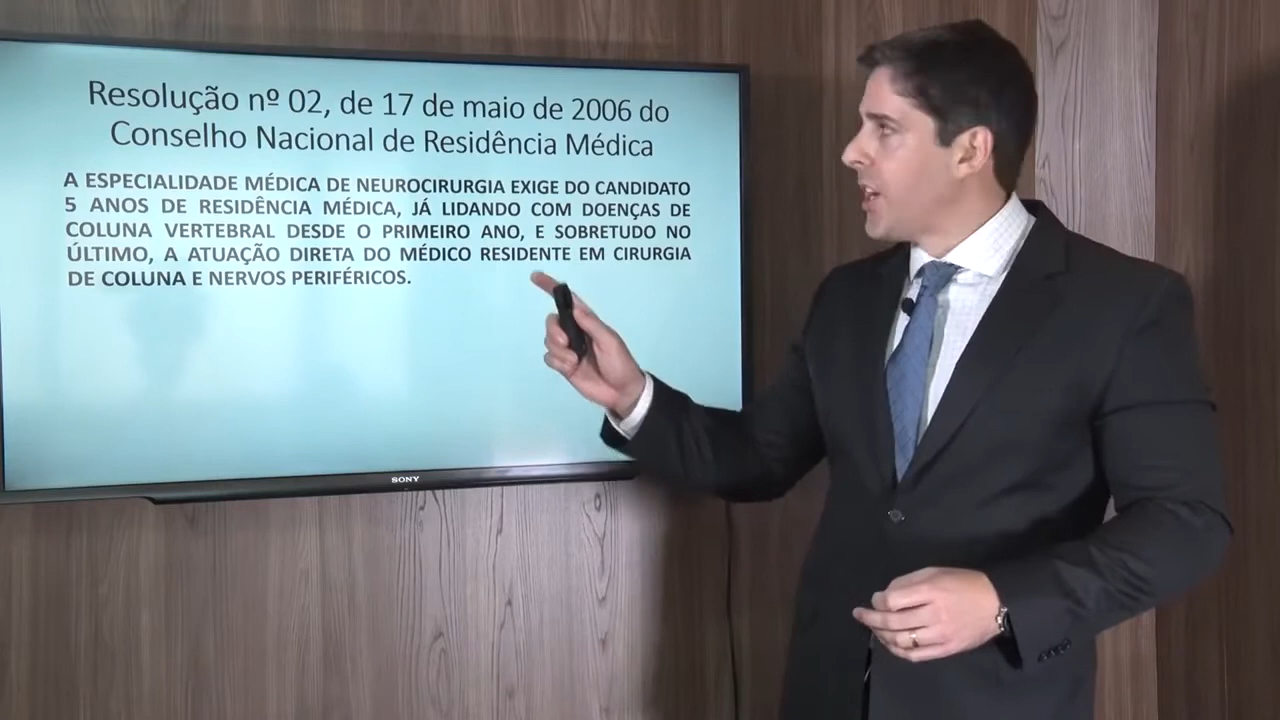 Resolução nº 02, de 17 de maio de 2006 do
Conselho Nacional de Residência Médica
A ESPECIALIDADE MÉDICA DE NEUROCIRURGIA EXIGE DO CANDIDATO
5 ANOS DE RESIDÊNCIA MÉDICA, JÁ LIDANDO COM DOENÇAS DE
COLUNA VERTEBRAL DESDE O PRIMEIRO ANO, E SOBRETUDO NO
ÚLTIMO, A ATUAÇÃO DIRETA DO MÉDICO RESIDENTE EM CIRURGIA
DE COLUNA E NERVOS PERIFÉRICOS.
SONY